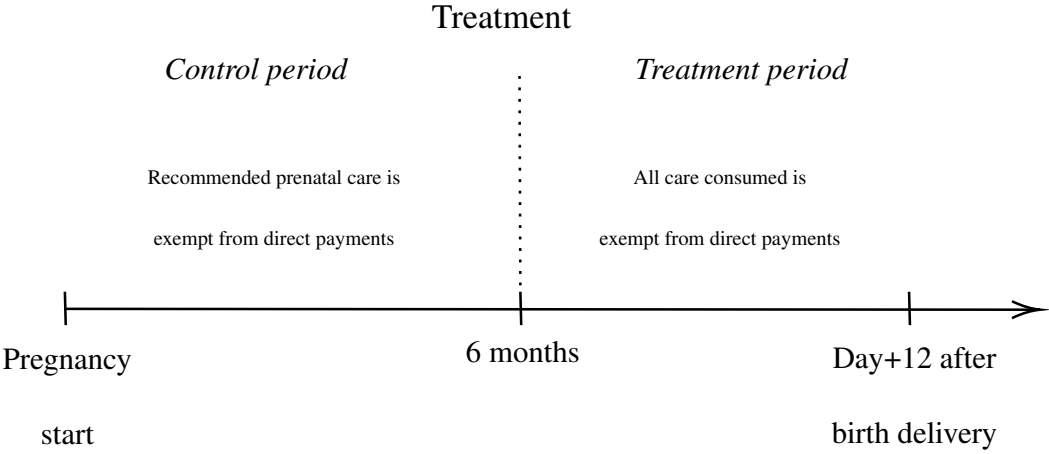 Treatment
Control period
Treatment period
Recommended prenatal care is
exempt from direct payments
All care consumed is
exempt from direct payments
Pregnancy
start
6 months
Day+12 after
birth delivery